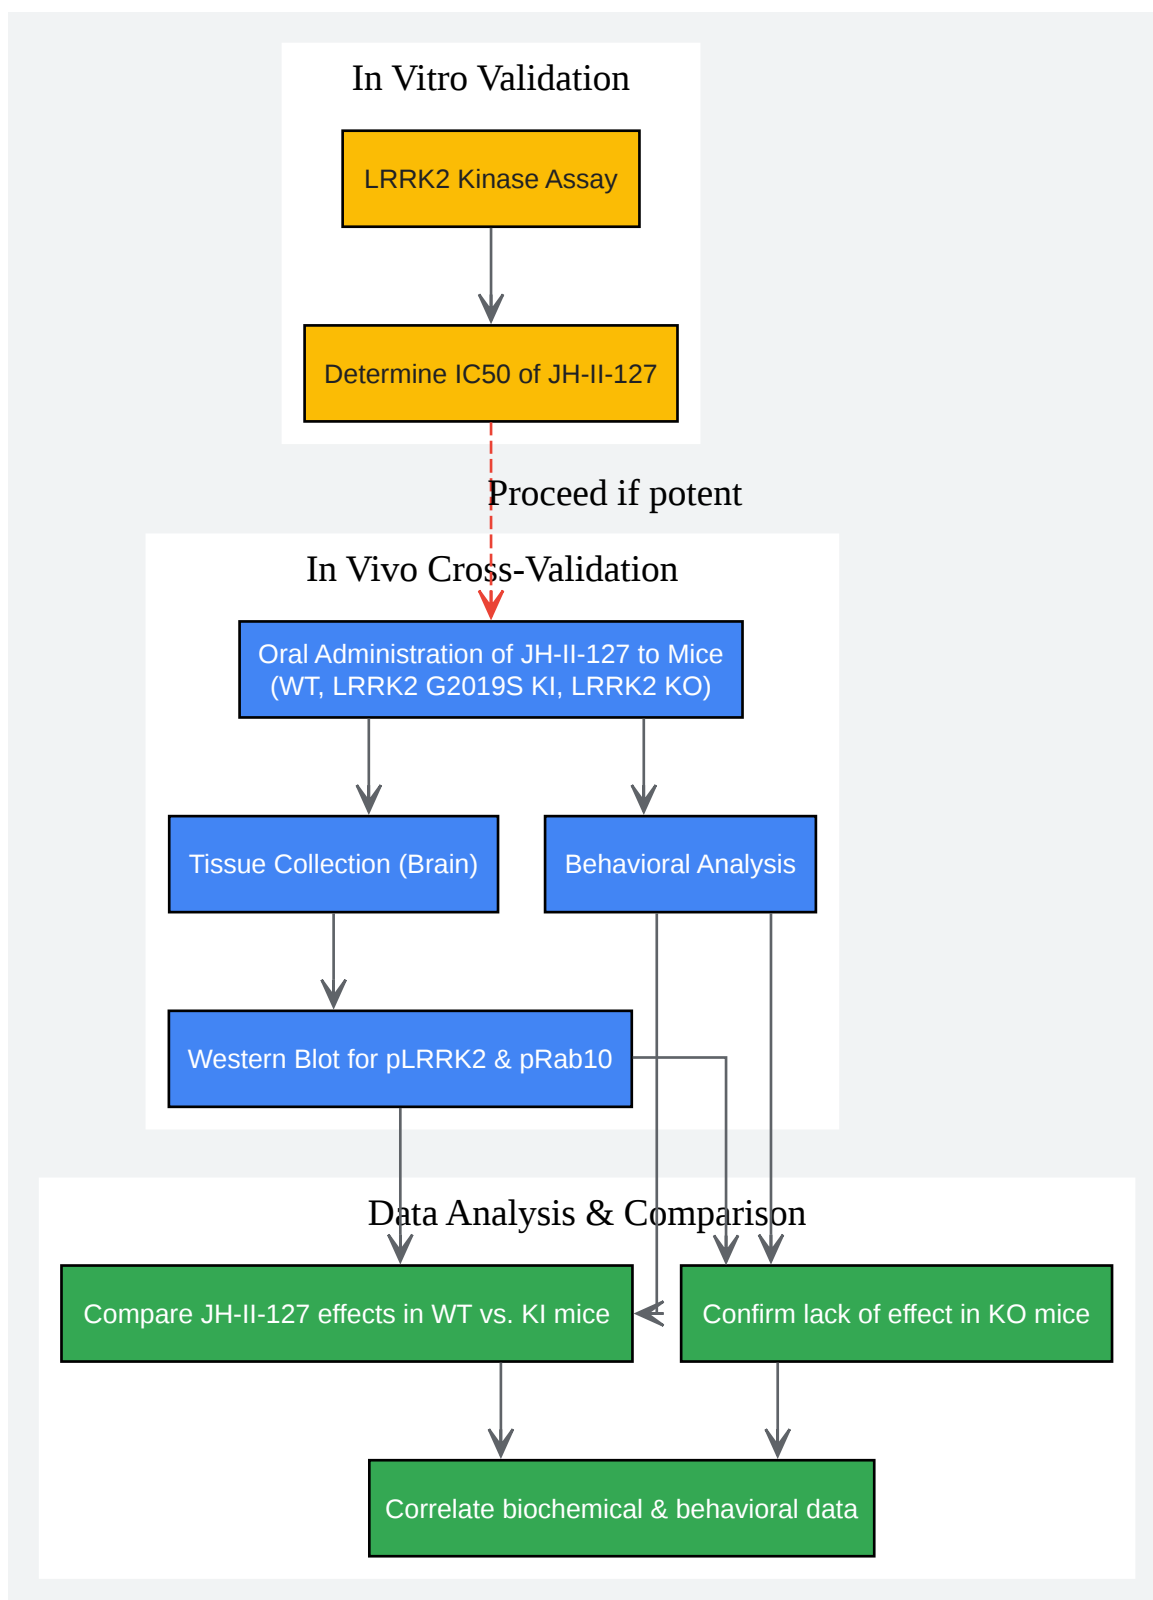 In Vitro Validation
LRRK2 Kinase Assay
Determine IC50 of JH-II-127
Proceed if potent
In Vivo Cross-Validation
Oral Administration of JH-II-127 to Mice
(WT, LRRK2 G2019S KI, LRRK2 KO)
Tissue Collection (Brain)
Behavioral Analysis
Western Blot for pLRRK2 & pRab10
Data Analysis & Comparison
Compare JH-II-127 effects in WT vs. KI mice
Confirm lack of effect in KO mice
Correlate biochemical & behavioral data